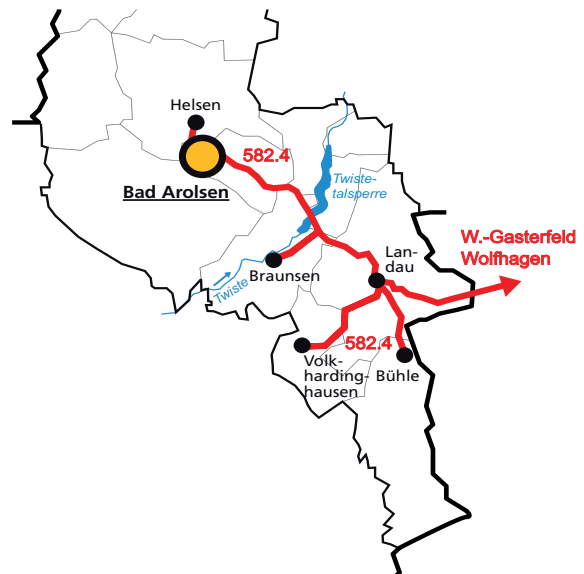 Helsen
582.4
Bad Arolsen
Twiste-
talsperre
W.-Gasterfeld
Wolfhagen
Lan-
dau
Braunsen
Twiste
582.4
Volk-
harding-
hausen
Bühle